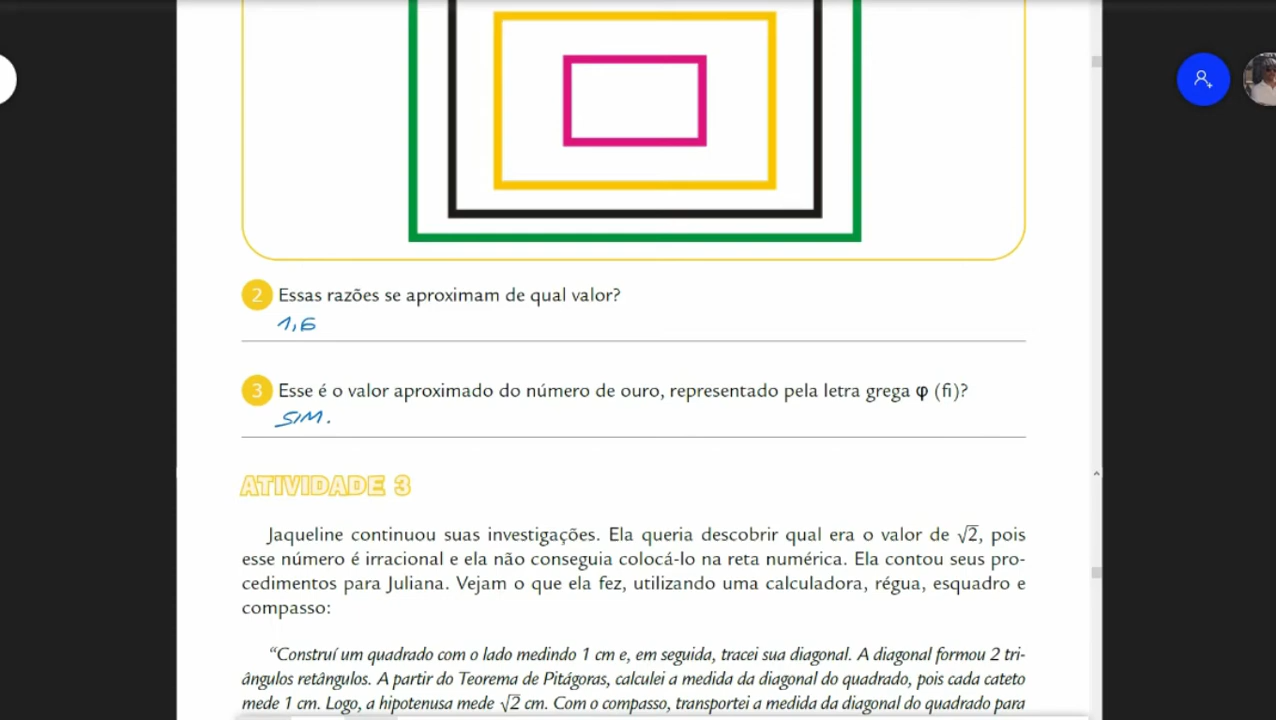 2 Essas razões se aproximam de qual valor?
1,6
3 Esse é o valor aproximado do número de ouro, representado pela letra grega φ (fi)?
SIM.
ATIVIDADE 3
Jaqueline continuou suas investigações. Ela queria descobrir qual era o valor de √2, pois
esse número é irracional e ela não conseguia colocá-lo na reta numérica. Ela contou seus pro-
cedimentos para Juliana. Vejam o que ela fez, utilizando uma calculadora, régua, esquadro e
compasso:
“Construí um quadrado com o lado medindo 1 cm e, em seguida, tracei sua diagonal. A diagonal formou 2 tri-
ângulos retângulos. A partir do Teorema de Pitágoras, calculei a medida da diagonal do quadrado, pois cada cateto
mede 1 cm. Logo, a hipotenusa mede √2 cm. Com o compasso, transportei a medida da diagonal do quadrado para